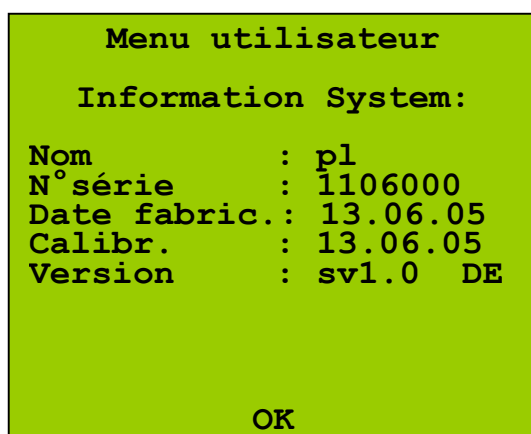 Menu utilisateur
Information System:
Nom : pl
N°série : 1106000
Date fabric.: 13.06.05
Calibr. : 13.06.05
Version : sv1.0 DE
OK